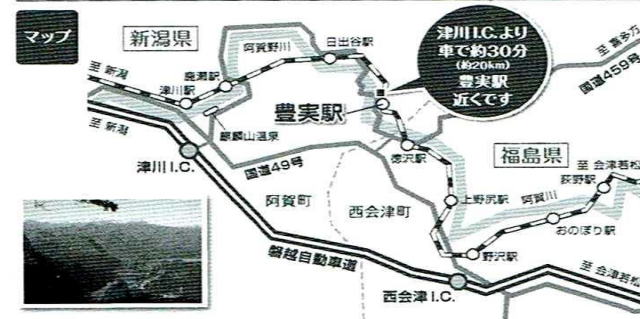 マップ
新潟県
阿賀野川
日出谷駅
津川I.C.より
車で約30分
(約20km)
豊実駅
近くです
至 喜多方
国道459号
至 新潟
鹿瀬駅
津川駅
豊実駅
至 新潟
麒麟山温泉
徳沢駅
福島県
津川I.C.
国道49号
至 会津若松
荻野駅
阿賀町
西会津町
上野尻駅
阿賀川
おのぼり駅
磐越自動車道
野沢駅
至 会津若松
西会津I.C.